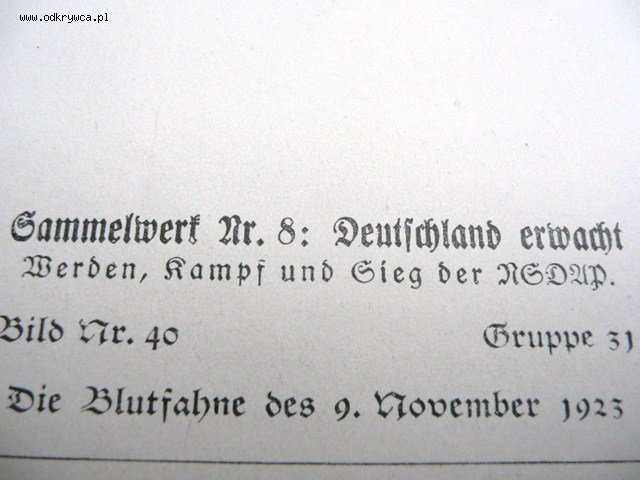 www.odkrywca.pl
Sammelwerk Nr. 8: Deutschland erwacht
Werden, Kampf und Sieg der NSDAP.
Bild Nr. 40 Gruppe 31
Die Blutfahne des 9. November 1923